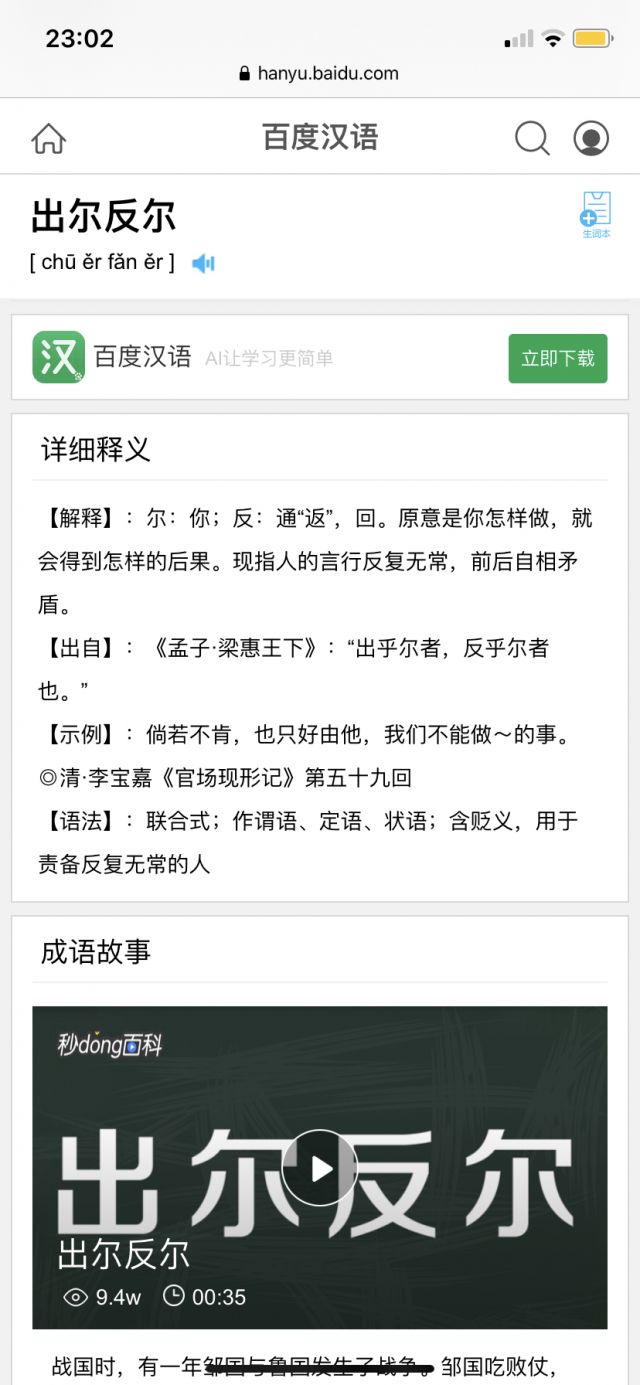 23:02
hanyu.baidu.com
百度汉语
出尔反尔
生词本
[ chū ěr fǎn ěr ]
汉 百度汉语 AI让学习更简单 立即下载
详细释义
【解释】：尔：你；反：通“返”，回。原意是你怎样做，就
会得到怎样的后果。现指人的言行反复无常，前后自相矛
盾。
【出自】：《孟子·梁惠王下》：“出乎尔者，反乎尔者
也。”
【示例】：倘若不肯，也只好由他，我们不能做～的事。
◎清·李宝嘉《官场现形记》第五十九回
【语法】：联合式；作谓语、定语、状语；含贬义，用于
责备反复无常的人
成语故事
秒dǒng百科
出尔反尔
出尔反尔
9.4w 00:35
战国时，有一年邹国与鲁国发生了战争。邹国吃败仗，